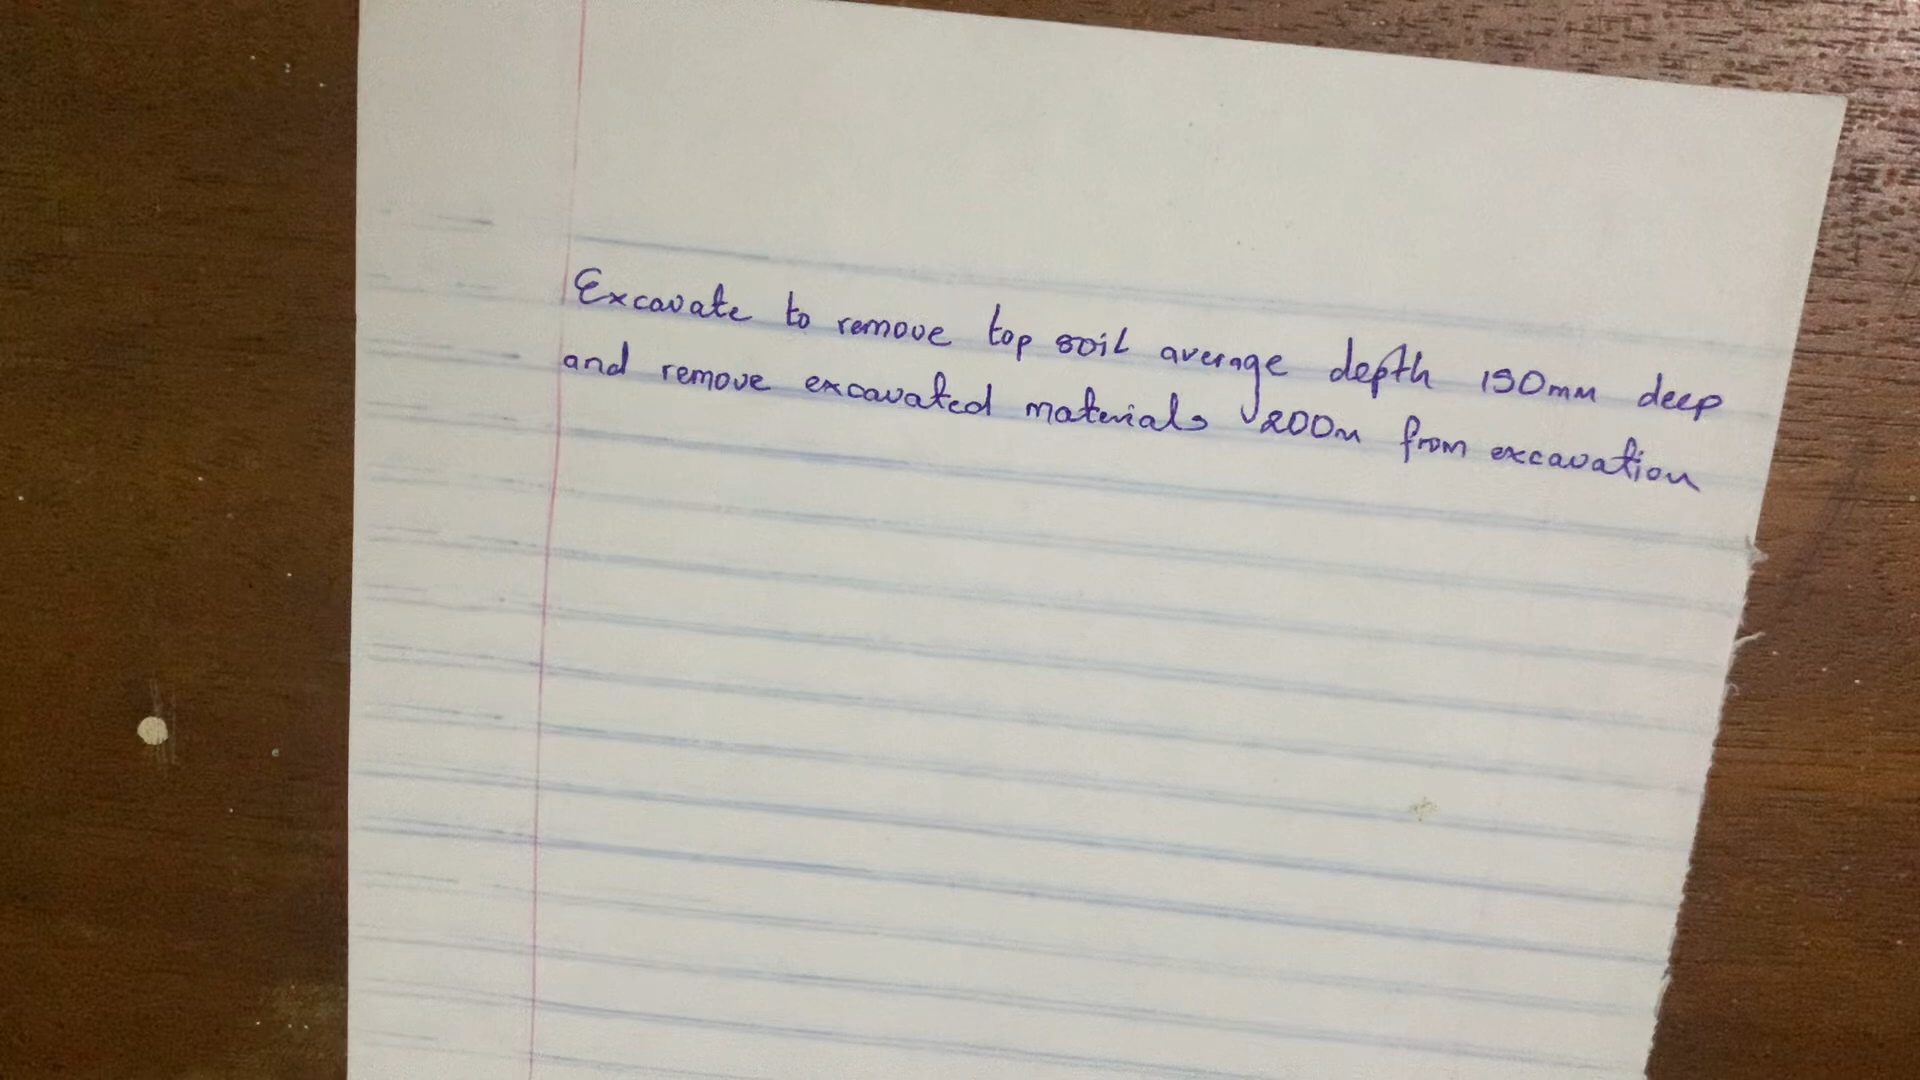 Excavate to remove top soil average depth 150mm deep
and remove excavated materials 200m from excavation